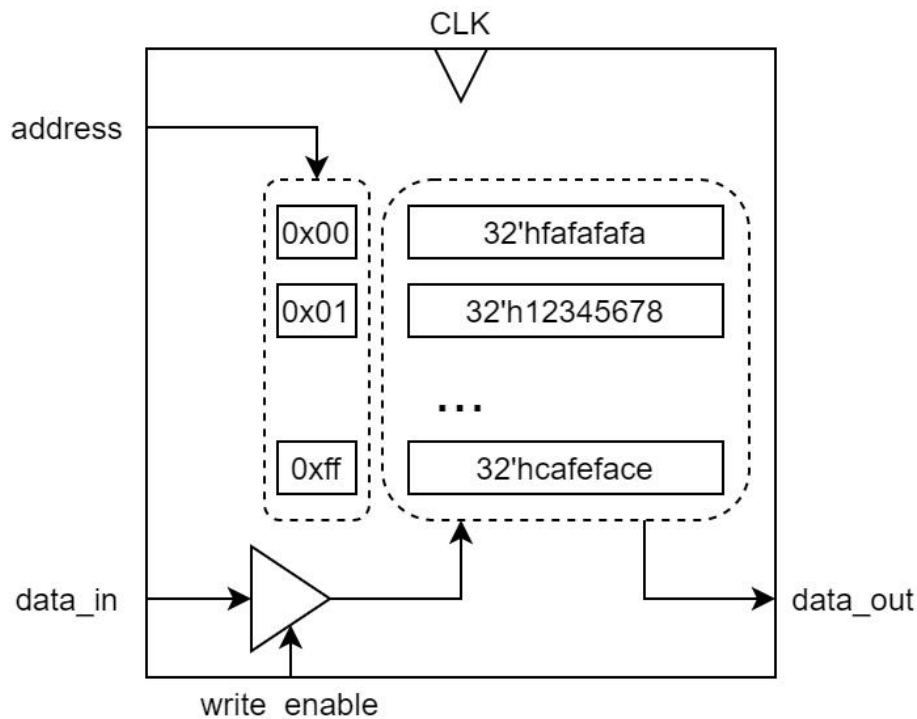 CLK
address
0x00 32'hfafafafa
0x01 32'h12345678
...
0xff 32'hcafeface
data_in
data_out
write_enable